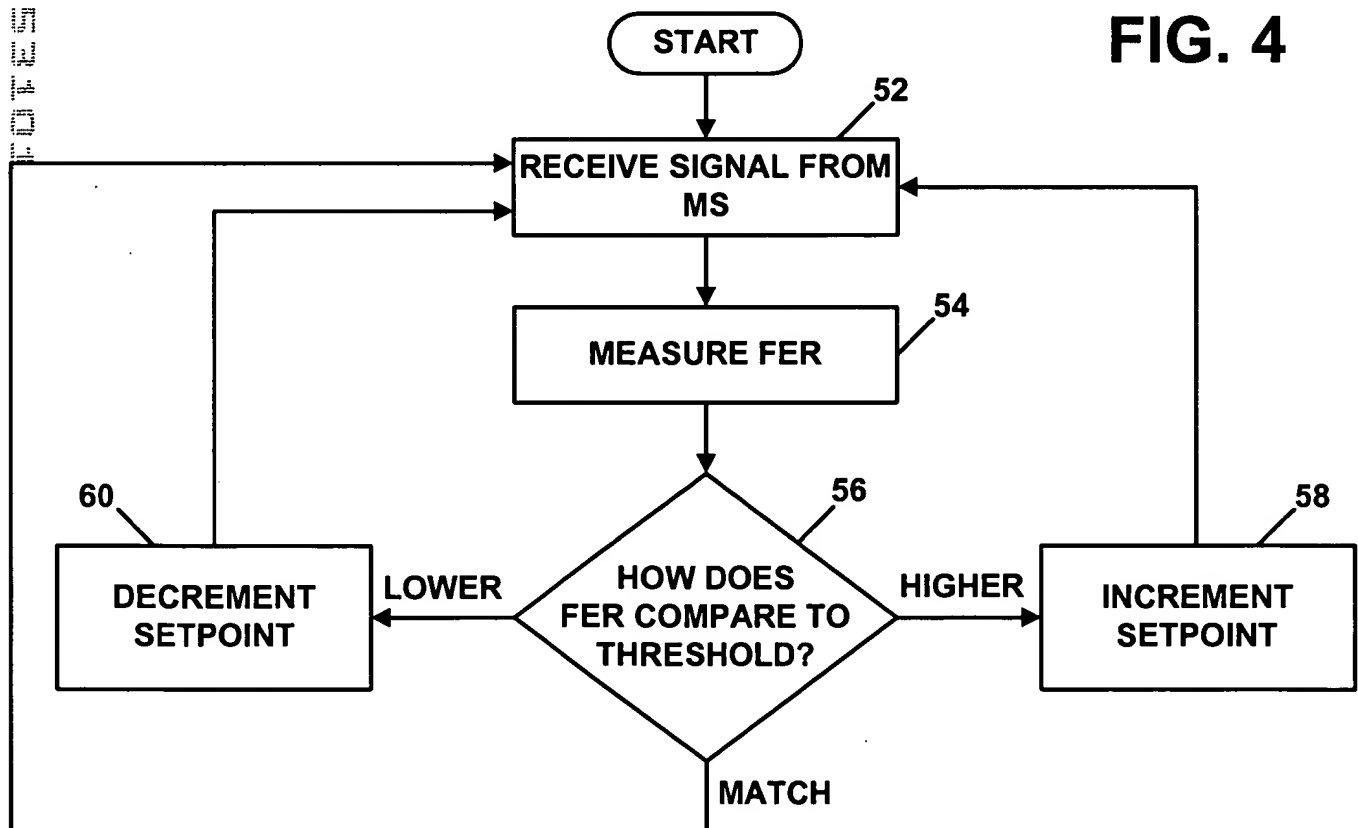 FIG. 4
START
52
RECEIVE SIGNAL FROM
MS
54
MEASURE FER
60
56
58
DECREMENT
SETPOINT
LOWER
HOW DOES
FER COMPARE TO
THRESHOLD?
HIGHER
INCREMENT
SETPOINT
MATCH